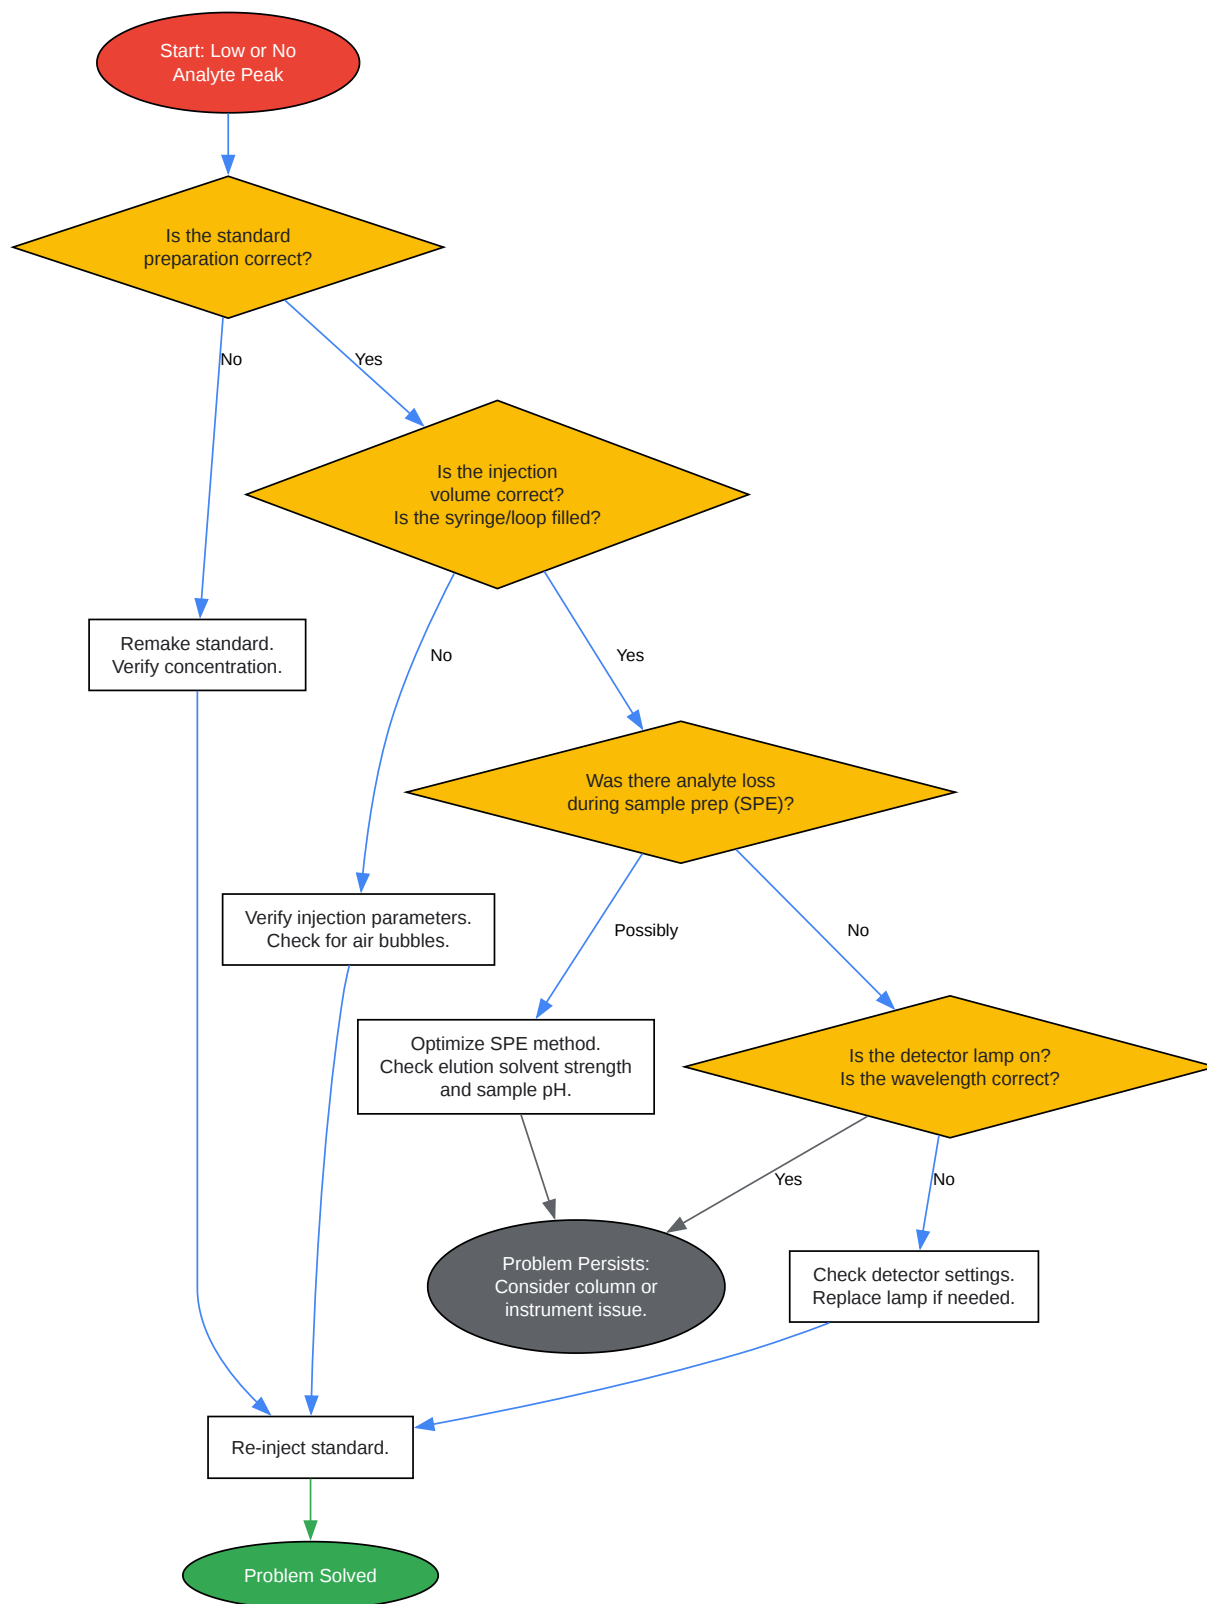 Start: Low or No
Analyte Peak
Is the standard
preparation correct?
No
Yes
Is the injection
volume correct?
Is the syringe/loop filled?
Remake standard.
Verify concentration.
No
Yes
Was there analyte loss
during sample prep (SPE)?
Verify injection parameters.
Check for air bubbles.
Possibly
No
Optimize SPE method.
Check elution solvent strength
and sample pH.
Is the detector lamp on?
Is the wavelength correct?
Yes
No
Problem Persists:
Consider column or
instrument issue.
Check detector settings.
Replace lamp if needed.
Re-inject standard.
Problem Solved